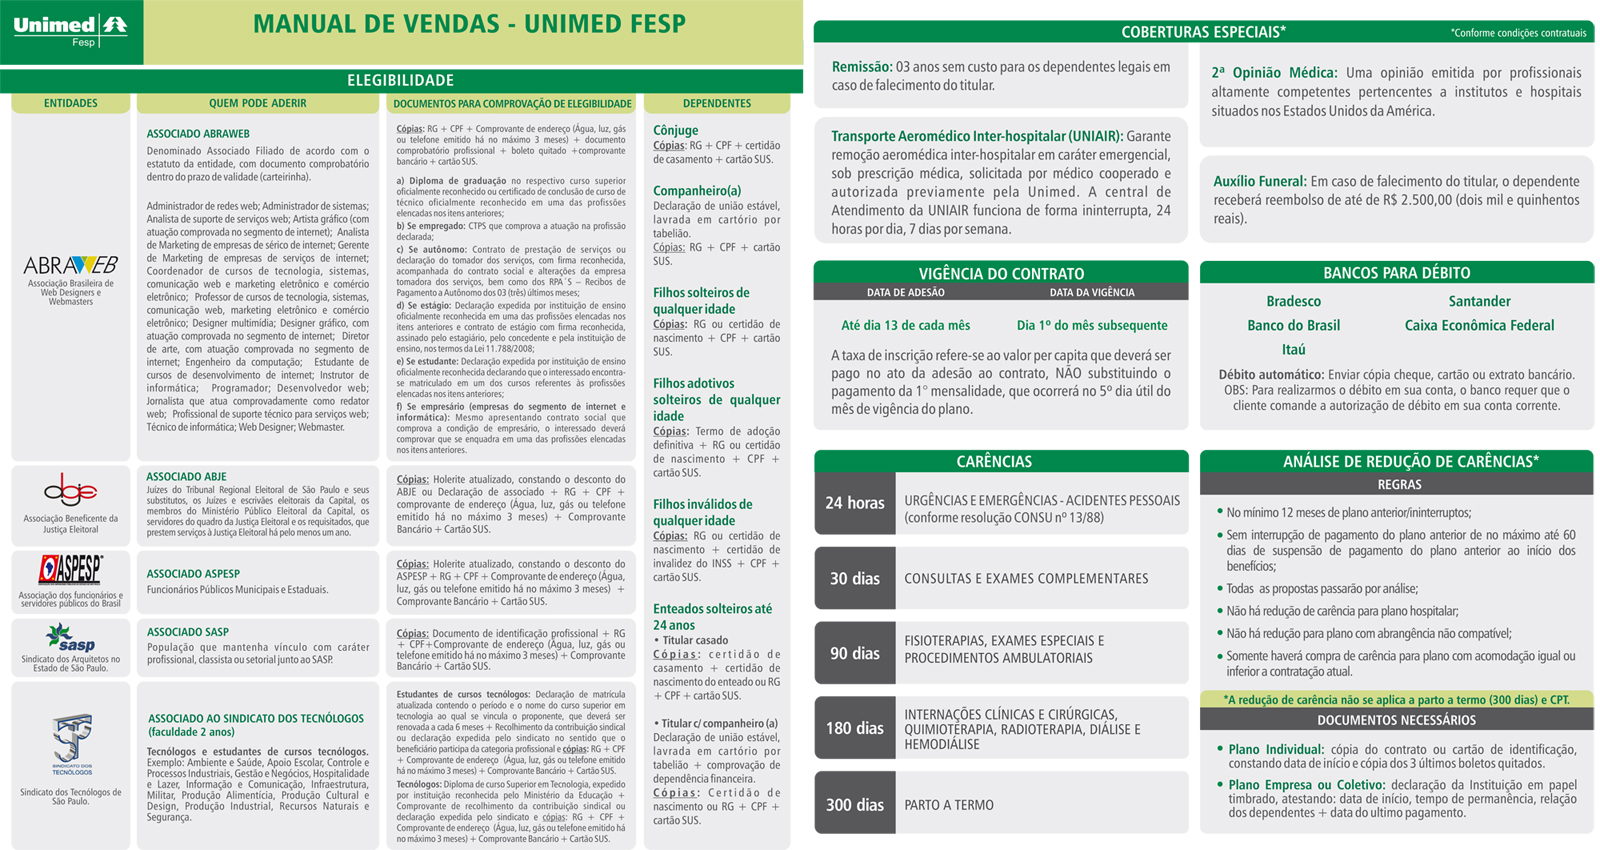 Unimed
Fesp
MANUAL DE VENDAS - UNIMED FESP
ELEGIBILIDADE
ENTIDADES
QUEM PODE ADERIR
DOCUMENTOS PARA COMPROVAÇÃO DE ELEGIBILIDADE
DEPENDENTES
ABRAWEB
Associação Brasileira de
Web Designers e
Webmasters
ASSOCIADO ABRAWEB
Denominado Associado Filiado de acordo com o
estatuto da entidade, com documento comprobatório
dentro do prazo de validade (carteirinha).
Administrador de redes web; Administrador de sistemas;
Analista de suporte de serviços web; Artista gráfico (com
atuação comprovada no segmento de internet); Analista
de Marketing de empresas de sérico de internet; Gerente
de Marketing de empresas de serviços de internet;
Coordenador de cursos de tecnologia, sistemas,
comunicação web e marketing eletrônico e comércio
eletrônico; Professor de cursos de tecnologia, sistemas,
comunicação web, marketing eletrônico e comércio
eletrônico; Designer multimídia; Designer gráfico, com
atuação comprovada no segmento de internet; Diretor
de arte, com atuação comprovada no segmento de
internet; Engenheiro da computação; Estudante de
cursos de desenvolvimento de internet; Instrutor de
informática; Programador; Desenvolvedor web;
Jornalista que atua comprovadamente como redator
web; Profissional de suporte técnico para serviços web;
Técnico de informática; Web Designer; Webmaster.
Cópias: RG + CPF + Comprovante de endereço (Água, luz, gás
ou telefone emitido há no máximo 3 meses) + documento
comprobatório profissional + boleto quitado +comprovante
bancário + cartão SUS.
a) Diploma de graduação no respectivo curso superior
oficialmente reconhecido ou certificado de conclusão de curso de
técnico oficialmente reconhecido em uma das profissões
elencadas nos itens anteriores;
b) Se empregado: CTPS que comprova a atuação na profissão
declarada;
c) Se autônomo: Contrato de prestação de serviços ou
declaração do tomador dos serviços, com firma reconhecida,
acompanhada do contrato social e alterações da empresa
tomadora dos serviços, bem como dos RPA´S – Recibos de
Pagamento a Autônomo dos 03 (três) últimos meses;
d) Se estágio: Declaração expedida por instituição de ensino
oficialmente reconhecida em uma das profissões elencadas nos
itens anteriores e contrato de estágio com firma reconhecida,
assinado pelo estagiário, pelo concedente e pela instituição de
ensino, nos termos da Lei 11.788/2008;
e) Se estudante: Declaração expedida por instituição de ensino
oficialmente reconhecida declarando que o interessado encontra-
se matriculado em um dos cursos referentes às profissões
elencadas nos itens anteriores;
f) Se empresário (empresas do segmento de internet e
informática): Mesmo apresentando contrato social que
comprova a condição de empresário, o interessado deverá
comprovar que se enquadra em uma das profissões elencadas
nos itens anteriores.
abje
Associação Beneficente da
Justiça Eleitoral
ASSOCIADO ABJE
Juízes do Tribunal Regional Eleitoral de São Paulo e seus
substitutos, os Juízes e escrivães eleitorais da Capital, os
membros do Ministério Público Eleitoral da Capital, os
servidores do quadro da Justiça Eleitoral e os requisitados, que
prestem serviços à Justiça Eleitoral há pelo menos um ano.
Cópias: Holerite atualizado, constando o desconto do
ABJE ou Declaração de associado + RG + CPF +
comprovante de endereço (Água, luz, gás ou telefone
emitido há no máximo 3 meses) + Comprovante
Bancário + Cartão SUS.
ASPESP
Associação dos funcionários e
servidores públicos do Brasil
ASSOCIADO ASPESP
Funcionários Públicos Municipais e Estaduais.
Cópias: Holerite atualizado, constando o desconto do
ASPESP + RG + CPF + Comprovante de endereço (Água,
luz, gás ou telefone emitido há no máximo 3 meses) +
Comprovante Bancário + Cartão SUS.
sasp
Sindicato dos Arquitetos no
Estado de São Paulo.
ASSOCIADO SASP
População que mantenha vínculo com caráter
profissional, classista ou setorial junto ao SASP.
Cópias: Documento de identificação profissional + RG
+ CPF+Comprovante de endereço (Água, luz, gás ou
telefone emitido há no máximo 3 meses) + Comprovante
Bancário + Cartão SUS.
SINDICATO DOS
TECNÓLOGOS
Sindicato dos Tecnólogos de
São Paulo.
ASSOCIADO AO SINDICATO DOS TECNÓLOGOS
(faculdade 2 anos)
Tecnólogos e estudantes de cursos tecnólogos.
Exemplo: Ambiente e Saúde, Apoio Escolar, Controle e
Processos Industriais, Gestão e Negócios, Hospitalidade
e Lazer, Informação e Comunicação, Infraestrutura,
Militar, Produção Alimentícia, Produção Cultural e
Design, Produção Industrial, Recursos Naturais e
Segurança.
Estudantes de cursos tecnólogos: Declaração de matrícula
atualizada contendo o período e o nome do curso superior em
tecnologia ao qual se vincula o proponente, que deverá ser
renovada a cada 6 meses + Recolhimento da contribuição sindical
ou declaração expedida pelo sindicato no sentido que o
beneficiário participa da categoria profissional e cópias: RG + CPF
+ Comprovante de endereço (Água, luz, gás ou telefone emitido
há no máximo 3 meses) + Comprovante Bancário + Cartão SUS.
Tecnólogos: Diploma de curso Superior em Tecnologia, expedido
por instituição reconhecida pelo Ministério da Educação +
Comprovante de recolhimento da contribuição sindical ou
declaração expedida pelo sindicato e cópias: RG + CPF +
Comprovante de endereço (Água, luz, gás ou telefone emitido há
no máximo 3 meses) + Comprovante Bancário + Cartão SUS.
Cônjuge
Cópias: RG + CPF + certidão
de casamento + cartão SUS.
Companheiro(a)
Declaração de união estável,
lavrada em cartório por
tabelião.
Cópias: RG + CPF + cartão
SUS.
Filhos solteiros de
qualquer idade
Cópias: RG ou certidão de
nascimento + CPF + cartão
SUS.
Filhos adotivos
solteiros de qualquer
idade
Cópias: Termo de adoção
definitiva + RG ou certidão
de nascimento + CPF +
cartão SUS.
Filhos inválidos de
qualquer idade
Cópias: RG ou certidão de
nascimento + certidão de
invalidez do INSS + CPF +
cartão SUS.
Enteados solteiros até
24 anos
• Titular casado
Cópias: certidão de
casamento + certidão de
nascimento do enteado ou RG
+ CPF + cartão SUS.
• Titular c/ companheiro (a)
Declaração de união estável,
lavrada em cartório por
tabelião + comprovação de
dependência financeira.
Cópias: Certidão de
nascimento ou RG + CPF +
cartão SUS.
COBERTURAS ESPECIAIS*
*Conforme condições contratuais
Remissão: 03 anos sem custo para os dependentes legais em
caso de falecimento do titular.
Transporte Aeromédico Inter-hospitalar (UNIAIR): Garante
remoção aeromédica inter-hospitalar em caráter emergencial,
sob prescrição médica, solicitada por médico cooperado e
autorizada previamente pela Unimed. A central de
Atendimento da UNIAIR funciona de forma ininterrupta, 24
horas por dia, 7 dias por semana.
2ª Opinião Médica: Uma opinião emitida por profissionais
altamente competentes pertencentes a institutos e hospitais
situados nos Estados Unidos da América.
Auxílio Funeral: Em caso de falecimento do titular, o dependente
receberá reembolso de até de R$ 2.500,00 (dois mil e quinhentos
reais).
VIGÊNCIA DO CONTRATO
DATA DE ADESÃO
DATA DA VIGÊNCIA
Até dia 13 de cada mês
Dia 1º do mês subsequente
A taxa de inscrição refere-se ao valor per capita que deverá ser
pago no ato da adesão ao contrato, NÃO substituindo o
pagamento da 1° mensalidade, que ocorrerá no 5º dia útil do
mês de vigência do plano.
BANCOS PARA DÉBITO
Bradesco
Santander
Banco do Brasil
Caixa Econômica Federal
Itaú
Débito automático: Enviar cópia cheque, cartão ou extrato bancário.
OBS: Para realizarmos o débito em sua conta, o banco requer que o
cliente comande a autorização de débito em sua conta corrente.
CARÊNCIAS
24 horas
URGÊNCIAS E EMERGÊNCIAS - ACIDENTES PESSOAIS
(conforme resolução CONSU nº 13/88)
30 dias
CONSULTAS E EXAMES COMPLEMENTARES
90 dias
FISIOTERAPIAS, EXAMES ESPECIAIS E
PROCEDIMENTOS AMBULATORIAIS
180 dias
INTERNAÇÕES CLÍNICAS E CIRÚRGICAS,
QUIMIOTERAPIA, RADIOTERAPIA, DIÁLISE E
HEMODIÁLISE
300 dias
PARTO A TERMO
ANÁLISE DE REDUÇÃO DE CARÊNCIAS*
REGRAS
• No mínimo 12 meses de plano anterior/ininterruptos;
• Sem interrupção de pagamento do plano anterior de no máximo até 60
dias de suspensão de pagamento do plano anterior ao início dos
benefícios;
• Todas as propostas passarão por análise;
• Não há redução de carência para plano hospitalar;
• Não há redução para plano com abrangência não compatível;
• Somente haverá compra de carência para plano com acomodação igual ou
inferior a contratação atual.
*A redução de carência não se aplica a parto a termo (300 dias) e CPT.
DOCUMENTOS NECESSÁRIOS
• Plano Individual: cópia do contrato ou cartão de identificação,
constando data de início e cópia dos 3 últimos boletos quitados.
• Plano Empresa ou Coletivo: declaração da Instituição em papel
timbrado, atestando: data de início, tempo de permanência, relação
dos dependentes + data do ultimo pagamento.